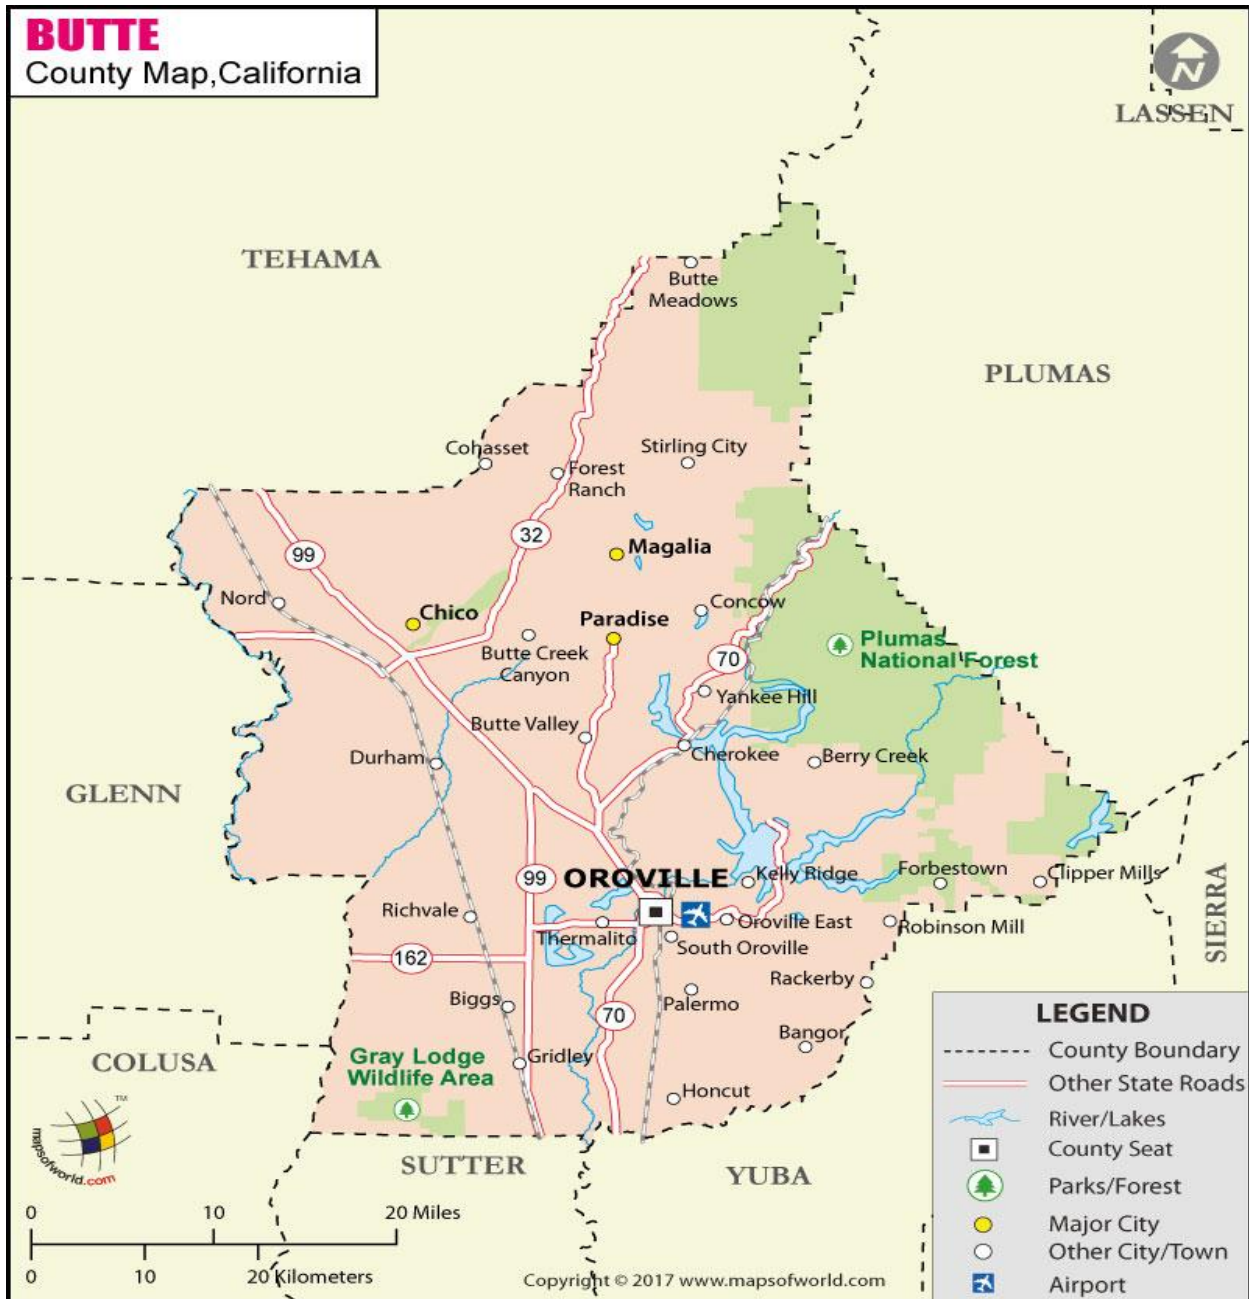 BUTTE
County Map,California
N
LASSEN
TEHAMA
Butte
Meadows
PLUMAS
Cohasset
Stirling City
Forest
Ranch
32
99
Magalia
Nord
Chico
Concow
Paradise
Butte Creek
Canyon
70
Plumas
National Forest
Yankee Hill
Butte Valley
Durham
Cherokee
Berry Creek
GLENN
99
OROVILLE
Kelly Ridge
Forbestown
Clipper Mills
Richvale
Thermalito
Oroville East
Robinson Mill
South Oroville
SIERRA
162
Rackerby
Biggs
70
Palermo
Bangor
COLUSA
Gray Lodge
Wildlife Area
Gridley
Honcut
SUTTER
YUBA
LEGEND
County Boundary
Other State Roads
River/Lakes
County Seat
Parks/Forest
Major City
Other City/Town
Airport
TM
mapsofworld.com
0 10 20 Miles
0 10 20 Kilometers
Copyright © 2017 www.mapsofworld.com